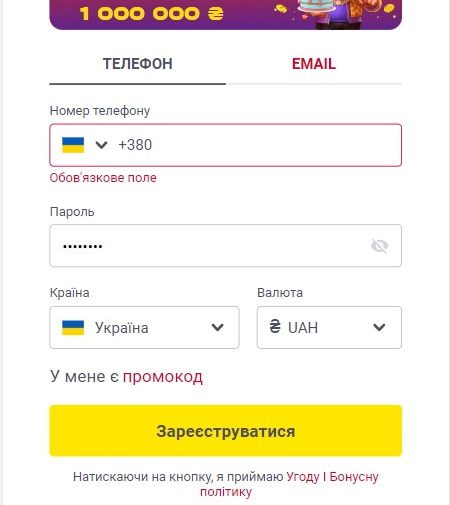 1 000 000 ₴
ТЕЛЕФОН
EMAIL
Номер телефону
+380
Обов'язкове поле
Пароль
••••••••
Країна
Валюта
Україна
₴ UAH
У мене є промокод
Зареєструватися
Натискаючи на кнопку, я приймаю Угоду І Бонусну
політику